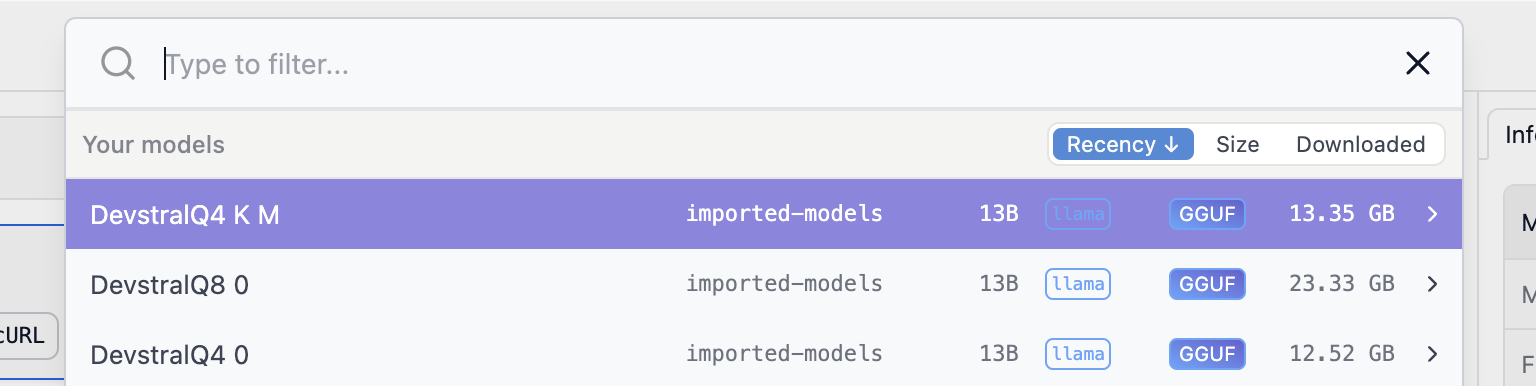 Type to filter...
Your models Recency ↓ Size Downloaded
DevstralQ4 K M imported-models 13B llama GGUF 13.35 GB
DevstralQ8 0 imported-models 13B llama GGUF 23.33 GB
cURL
DevstralQ4 0 imported-models 13B llama GGUF 12.52 GB